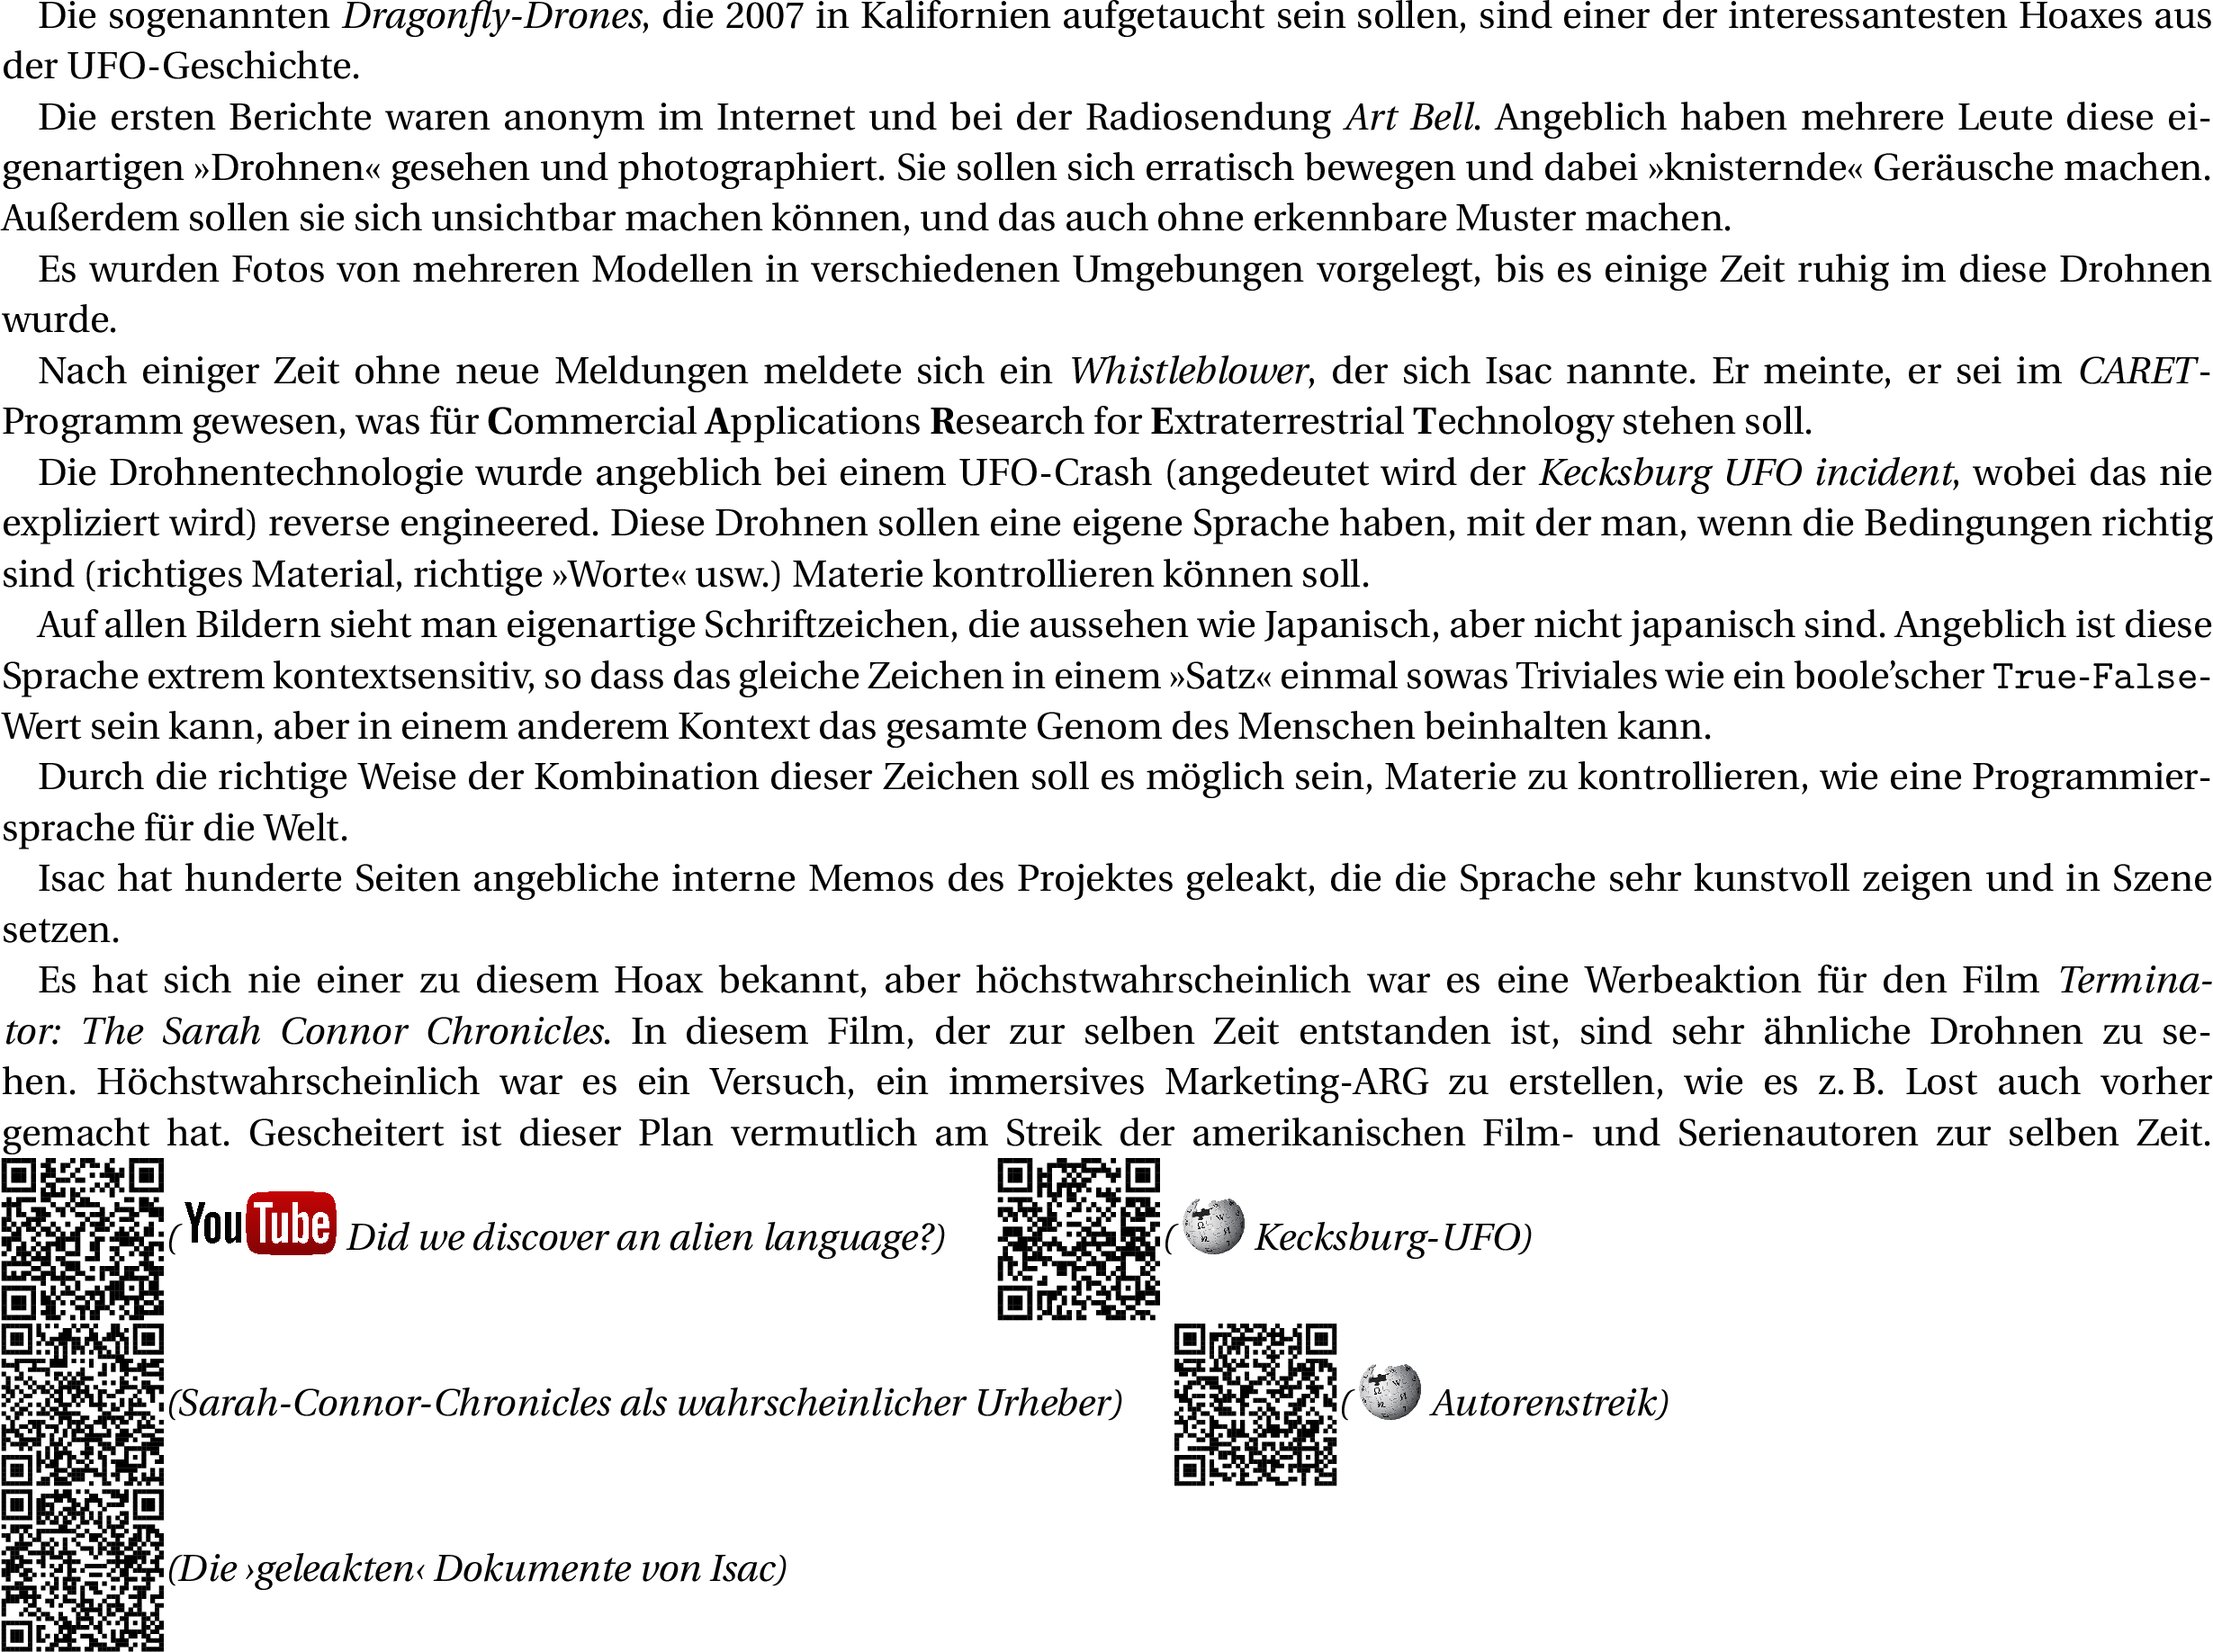 Die sogenannten Dragonfly-Drones, die 2007 in Kalifornien aufgetaucht sein sollen, sind einer der interessantesten Hoaxes aus
der UFO-Geschichte.
Die ersten Berichte waren anonym im Internet und bei der Radiosendung Art Bell. Angeblich haben mehrere Leute diese ei-
genartigen »Drohnen« gesehen und photographiert. Sie sollen sich erratisch bewegen und dabei »knisternde« Geräusche machen.
Außerdem sollen sie sich unsichtbar machen können, und das auch ohne erkennbare Muster machen.
Es wurden Fotos von mehreren Modellen in verschiedenen Umgebungen vorgelegt, bis es einige Zeit ruhig im diese Drohnen
wurde.
Nach einiger Zeit ohne neue Meldungen meldete sich ein Whistleblower, der sich Isac nannte. Er meinte, er sei im CARET-
Programm gewesen, was für Commercial Applications Research for Extraterrestrial Technology stehen soll.
Die Drohnentechnologie wurde angeblich bei einem UFO-Crash (angedeutet wird der Kecksburg UFO incident, wobei das nie
expliziert wird) reverse engineered. Diese Drohnen sollen eine eigene Sprache haben, mit der man, wenn die Bedingungen richtig
sind (richtiges Material, richtige »Worte« usw.) Materie kontrollieren können soll.
Auf allen Bildern sieht man eigenartige Schriftzeichen, die aussehen wie Japanisch, aber nicht japanisch sind. Angeblich ist diese
Sprache extrem kontextsensitiv, so dass das gleiche Zeichen in einem »Satz« einmal sowas Triviales wie ein boole’scher True-False-
Wert sein kann, aber in einem anderem Kontext das gesamte Genom des Menschen beinhalten kann.
Durch die richtige Weise der Kombination dieser Zeichen soll es möglich sein, Materie zu kontrollieren, wie eine Programmier-
sprache für die Welt.
Isac hat hunderte Seiten angebliche interne Memos des Projektes geleakt, die die Sprache sehr kunstvoll zeigen und in Szene
setzen.
Es hat sich nie einer zu diesem Hoax bekannt, aber höchstwahrscheinlich war es eine Werbeaktion für den Film Termina-
tor: The Sarah Connor Chronicles. In diesem Film, der zur selben Zeit entstanden ist, sind sehr ähnliche Drohnen zu se-
hen. Höchstwahrscheinlich war es ein Versuch, ein immersives Marketing-ARG zu erstellen, wie es z. B. Lost auch vorher
gemacht hat. Gescheitert ist dieser Plan vermutlich am Streik der amerikanischen Film- und Serienautoren zur selben Zeit.
(YouTube Did we discover an alien language?) (Kecksburg-UFO)
(Sarah-Connor-Chronicles als wahrscheinlicher Urheber) (Autorenstreik)
(Die ›geleakten‹ Dokumente von Isac)